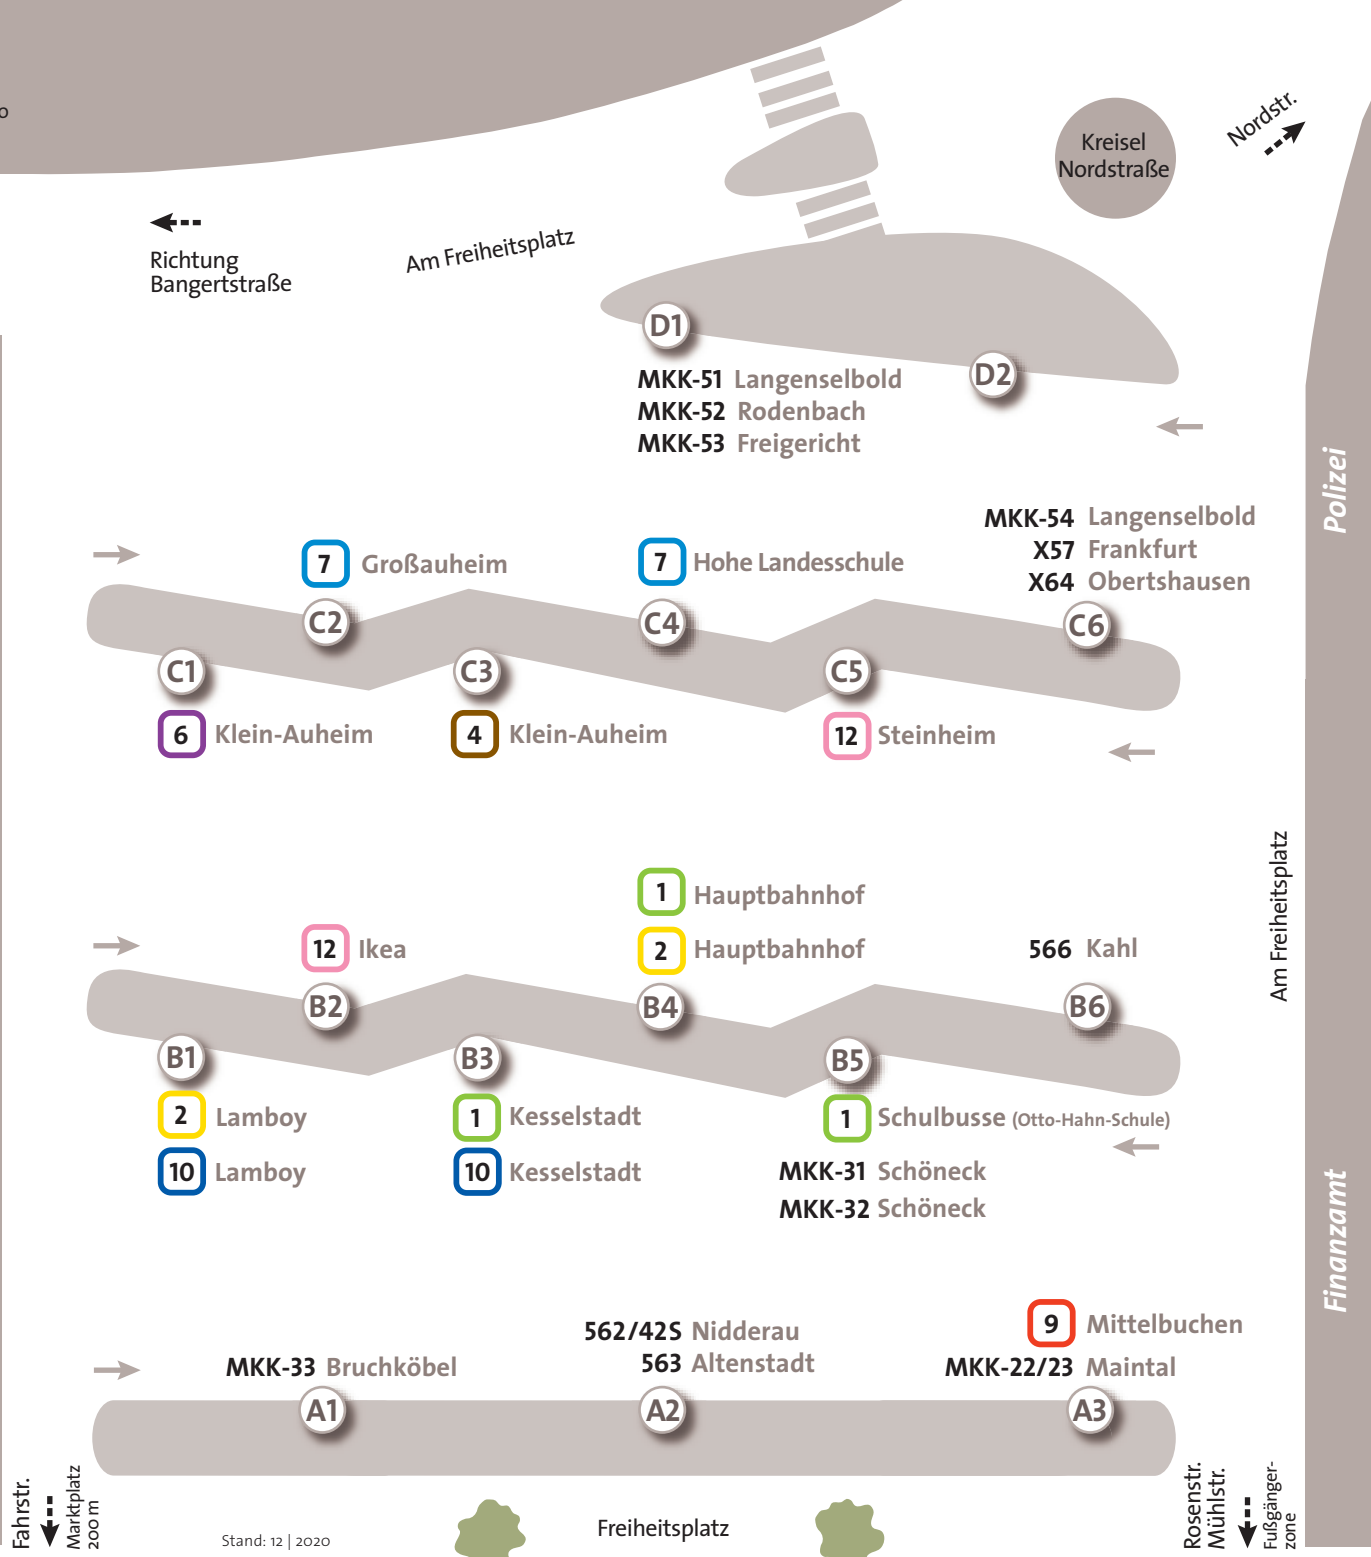 Nordstr.
Kreisel
Nordstraße
Richtung
Bangertstraße
Am Freiheitsplatz
D1
D2
MKK-51 Langenselbold
MKK-52 Rodenbach
MKK-53 Freigericht
Polizei
MKK-54 Langenselbold
X57 Frankfurt
X64 Obertshausen
7 Großauheim
7 Hohe Landesschule
C2
C4
C6
C1
C3
C5
6 Klein-Auheim
4 Klein-Auheim
12 Steinheim
Am Freiheitsplatz
1 Hauptbahnhof
12 Ikea
2 Hauptbahnhof
566 Kahl
B2
B4
B6
B1
B3
B5
2 Lamboy
1 Kesselstadt
1 Schulbusse (Otto-Hahn-Schule)
10 Lamboy
10 Kesselstadt
MKK-31 Schöneck
MKK-32 Schöneck
Finanzamt
562/42S Nidderau
563 Altenstadt
9 Mittelbuchen
MKK-33 Bruchköbel
MKK-22/23 Maintal
A1
A2
A3
Fahrstr.
Marktplatz
200 m
Stand: 12 | 2020
Freiheitsplatz
Rosenstr.
Mühlstr.
Fußgänger-
zone